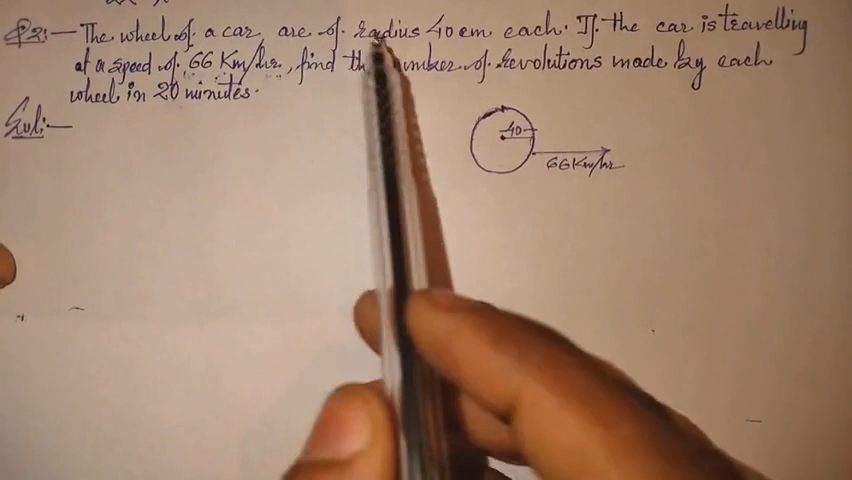 Q2:- The wheel of a car, are of radius 40 cm each. If the car is travelling
at a speed of 66 Km/hr, find the number of revolutions made by each
wheel in 20 minutes.
Sol:-
40
66 Km/hr